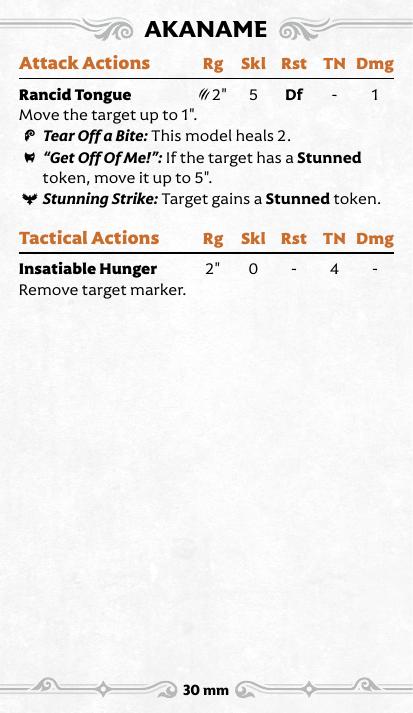 AKANAME
Attack Actions Rg Skl Rst TN Dmg
Rancid Tongue 2" 5 Df - 1
Move the target up to 1".
Tear Off a Bite: This model heals 2.
“Get Off Of Me!”: If the target has a Stunned
token, move it up to 5".
Stunning Strike: Target gains a Stunned token.
Tactical Actions Rg Skl Rst TN Dmg
Insatiable Hunger 2" 0 - 4 -
Remove target marker.
30 mm